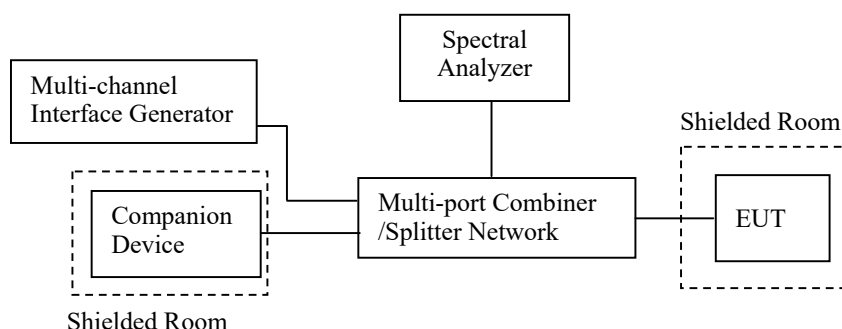 Spectral
Analyzer
Multi-channel
Interface Generator
Shielded Room
Companion
Device
Multi-port Combiner
/Splitter Network
EUT
Shielded Room